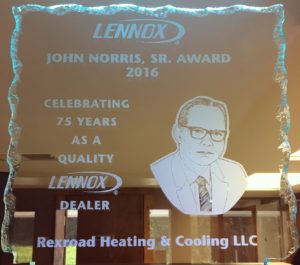 LENNOX
JOHN NORRIS, SR. AWARD
2016
CELEBRATING
75 YEARS
AS A
QUALITY
LENNOX
DEALER
Rexroad Heating & Cooling LLC